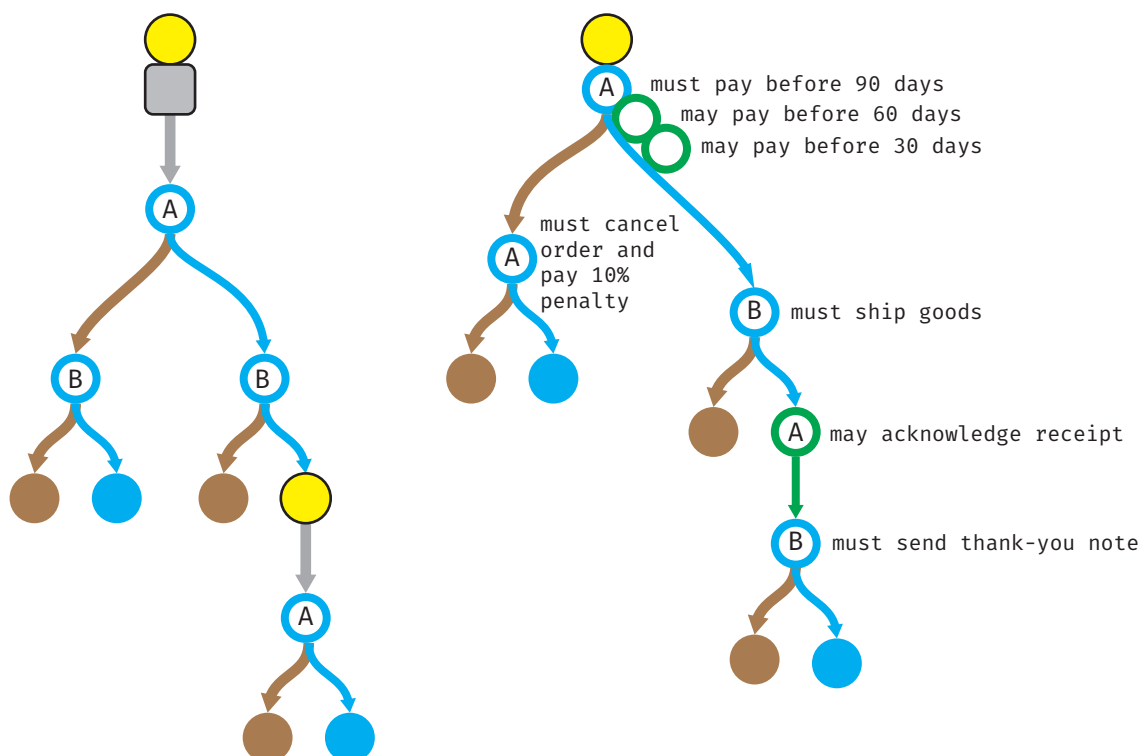 A
B
B
A
A
must pay before 90 days
may pay before 60 days
may pay before 30 days
A
must cancel
order and
pay 10%
penalty
B
must ship goods
A
may acknowledge receipt
B
must send thank-you note